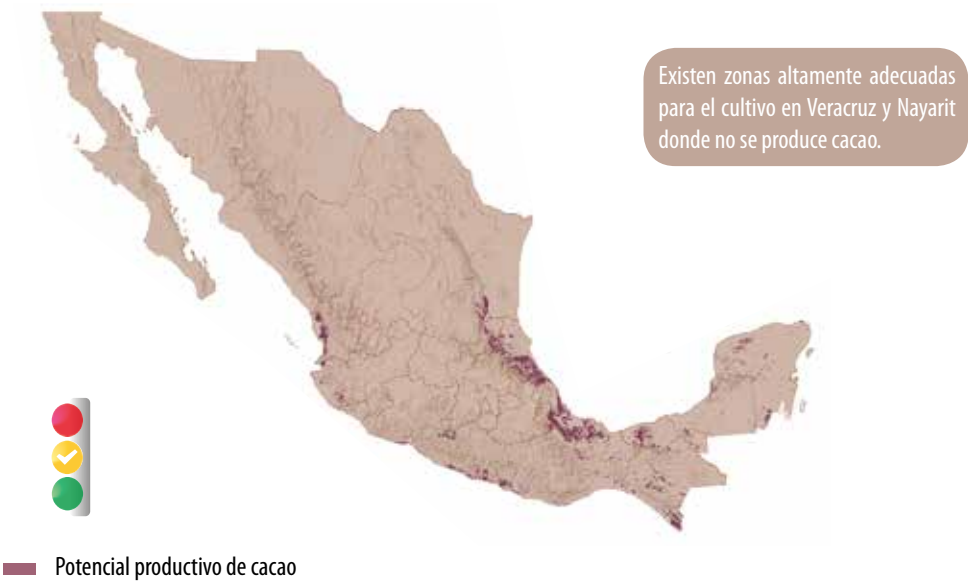 Existen zonas altamente adecuadas
para el cultivo en Veracruz y Nayarit
donde no se produce cacao.
Potencial productivo de cacao